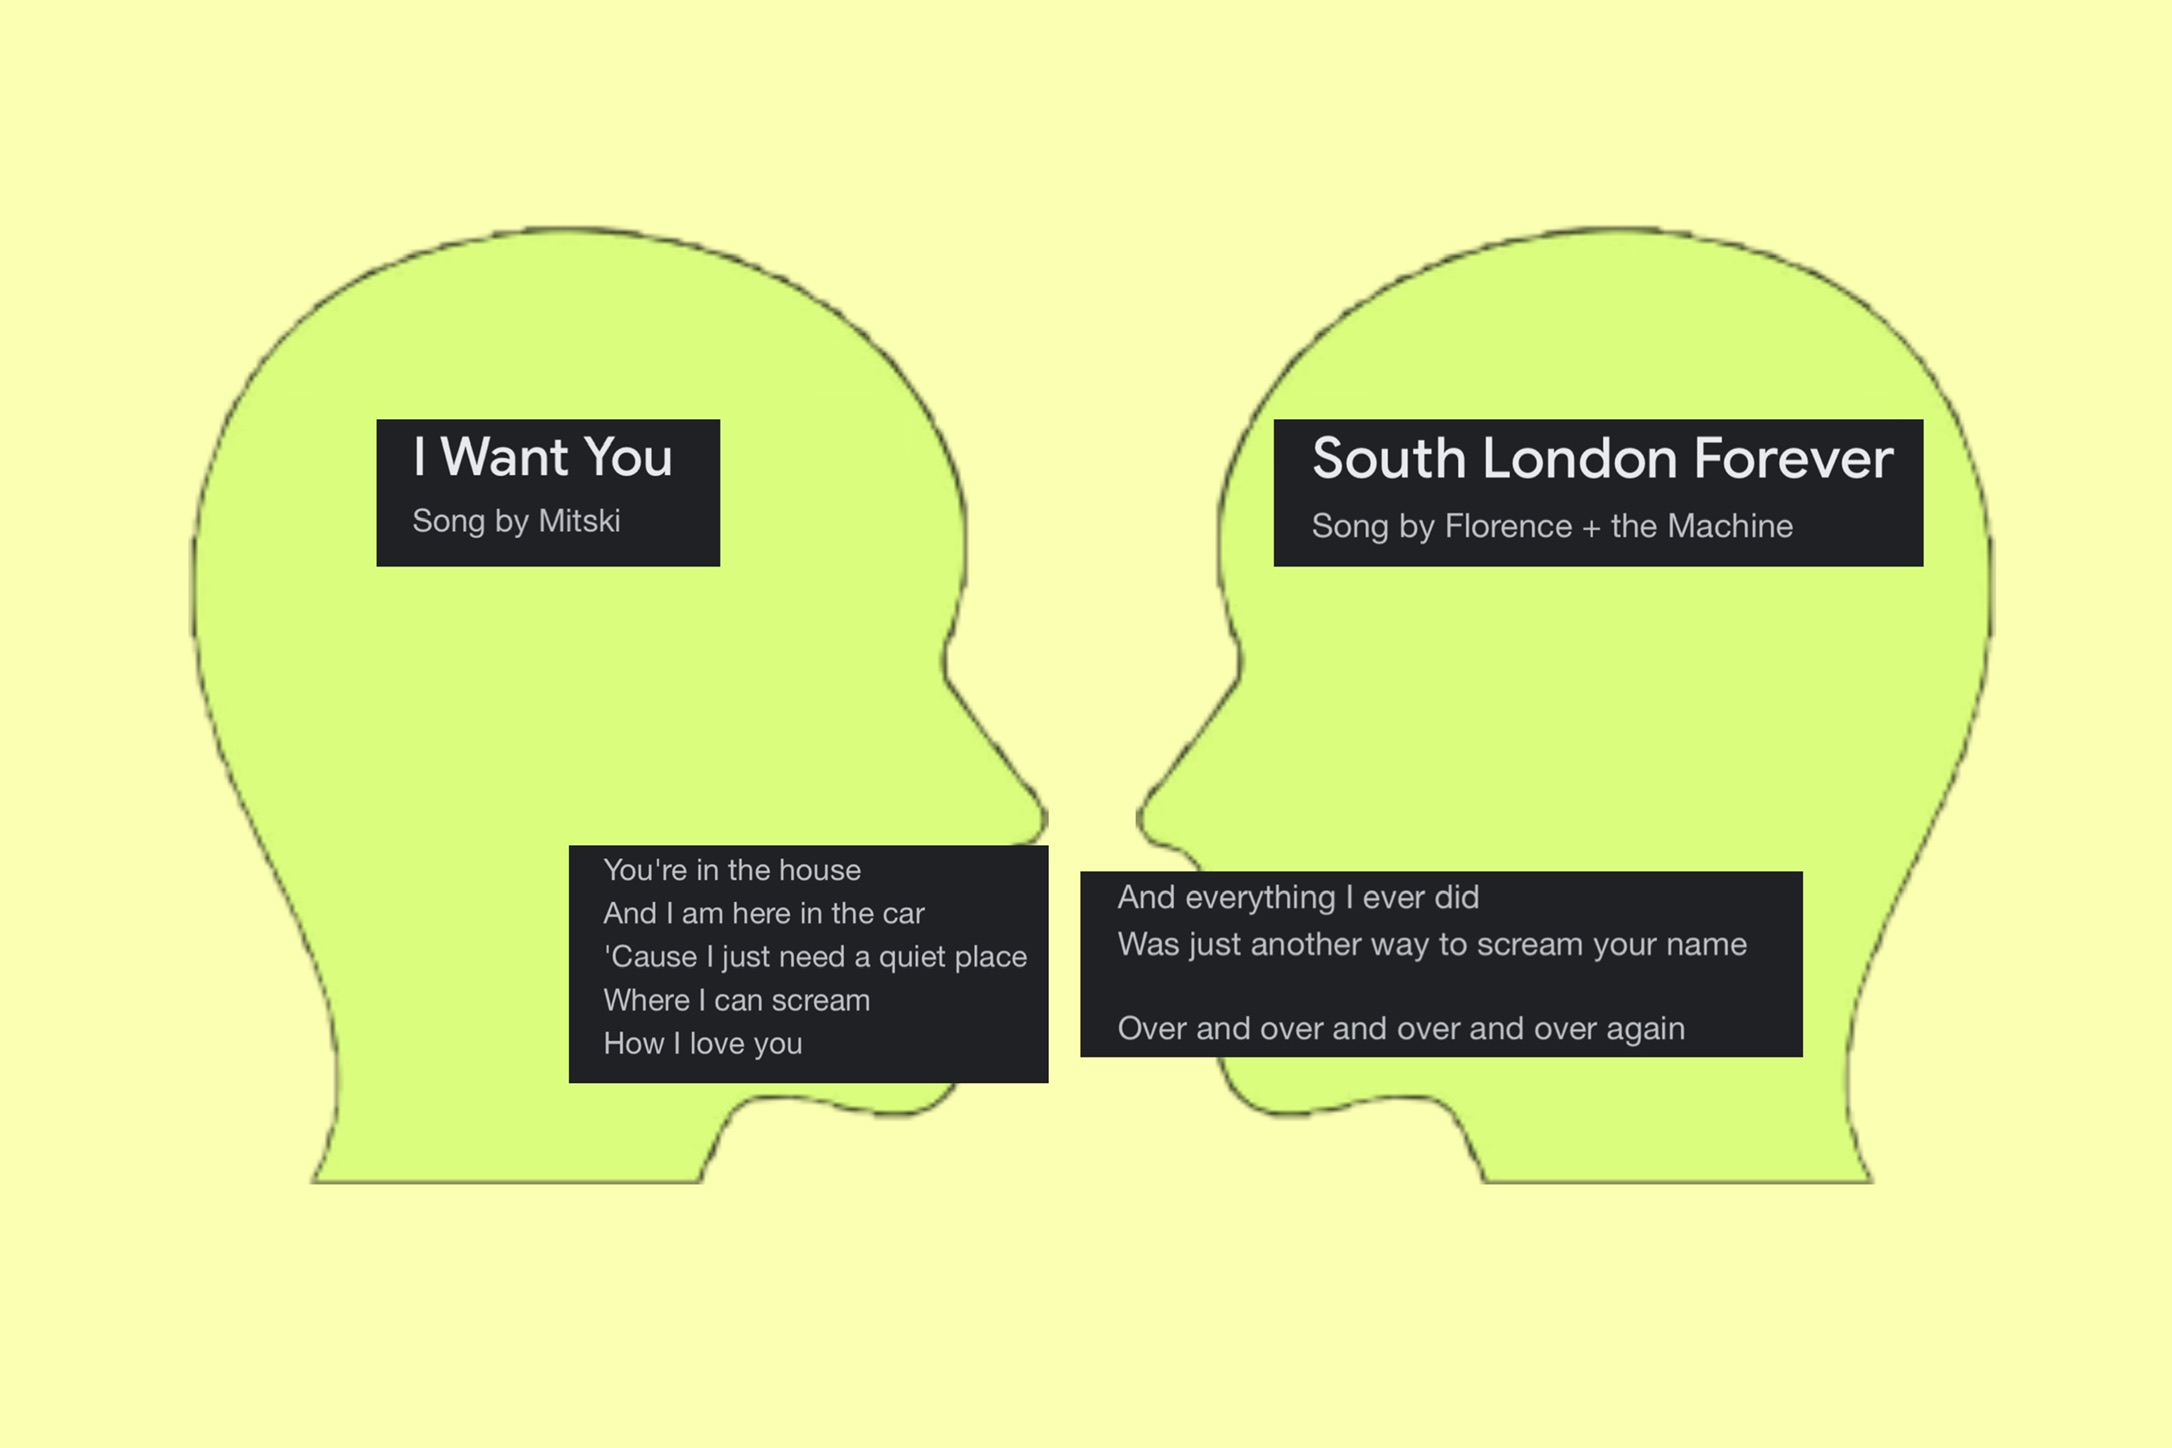 I Want You
Song by Mitski
You're in the house
And I am here in the car
'Cause I just need a quiet place
Where I can scream
How I love you
South London Forever
Song by Florence + the Machine
And everything I ever did
Was just another way to scream your name
Over and over and over and over again